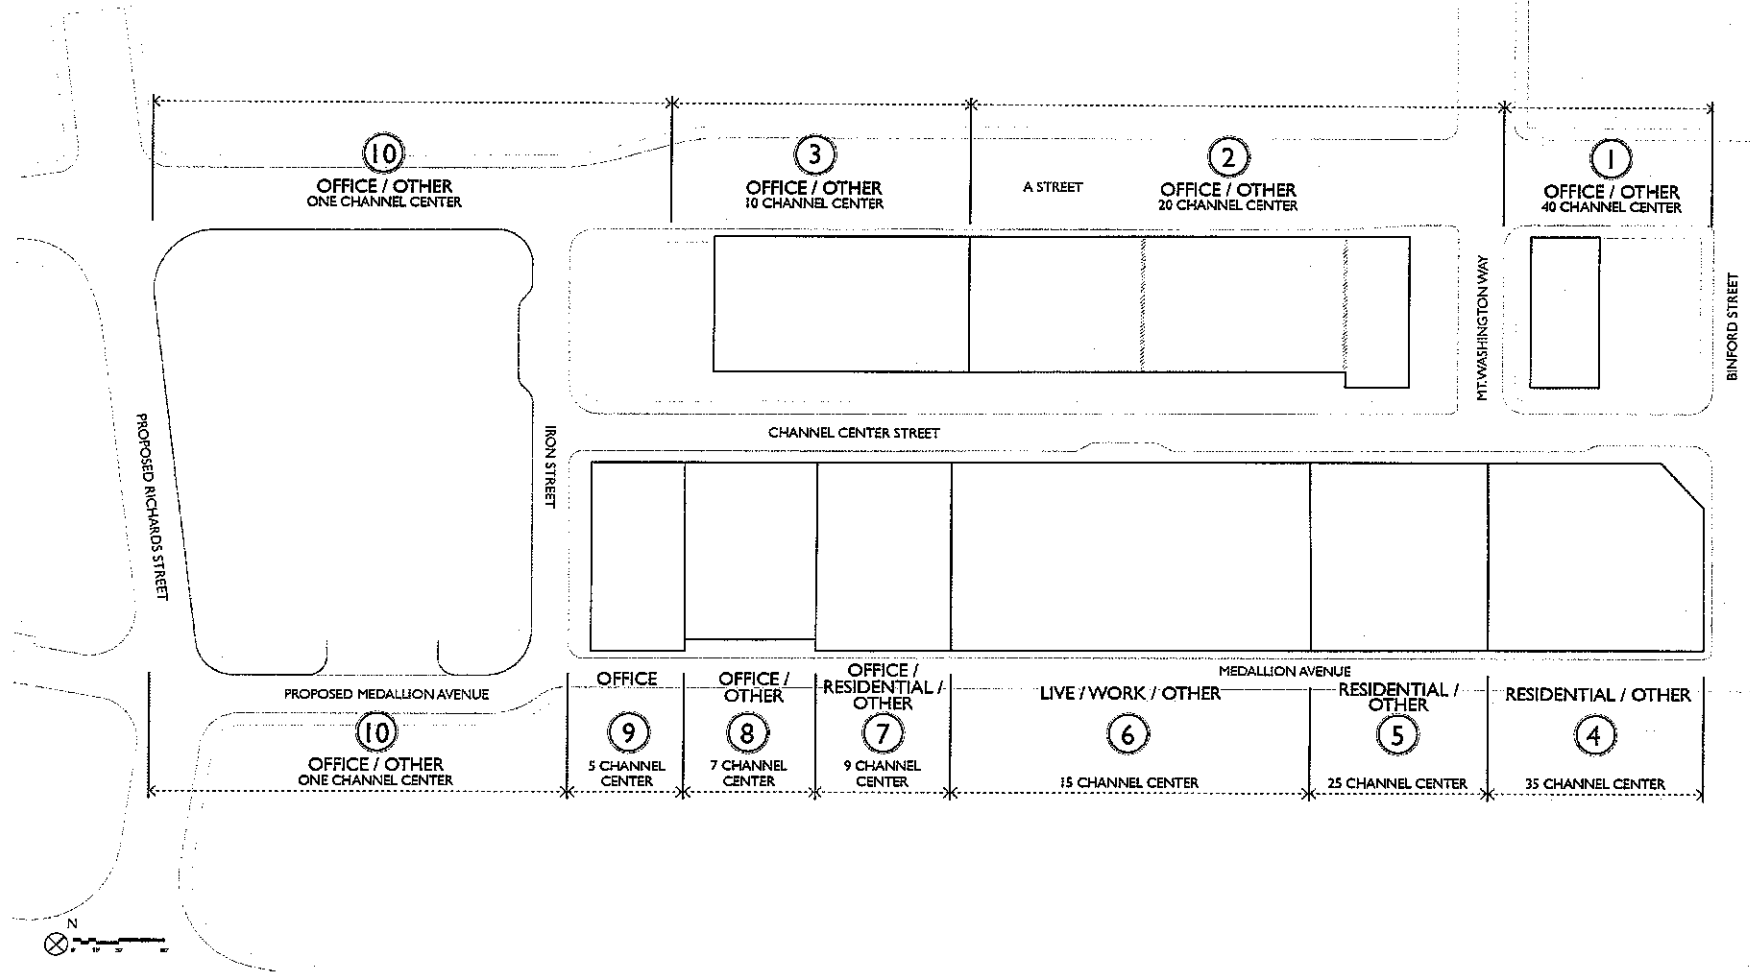 10
OFFICE / OTHER
ONE CHANNEL CENTER
3
OFFICE / OTHER
10 CHANNEL CENTER
A STREET
2
OFFICE / OTHER
20 CHANNEL CENTER
1
OFFICE / OTHER
40 CHANNEL CENTER
MT. WASHINGTON WAY
BINFORD STREET
PROPOSED RICHARDS STREET
IRON STREET
CHANNEL CENTER STREET
MEDALLION AVENUE
PROPOSED MEDALLION AVENUE
10
OFFICE / OTHER
ONE CHANNEL CENTER
OFFICE
9
5 CHANNEL
CENTER
OFFICE /
OTHER
8
7 CHANNEL
CENTER
OFFICE /
RESIDENTIAL /
OTHER
7
9 CHANNEL
CENTER
LIVE / WORK / OTHER
6
15 CHANNEL CENTER
RESIDENTIAL /
OTHER
5
25 CHANNEL CENTER
RESIDENTIAL / OTHER
4
35 CHANNEL CENTER
N